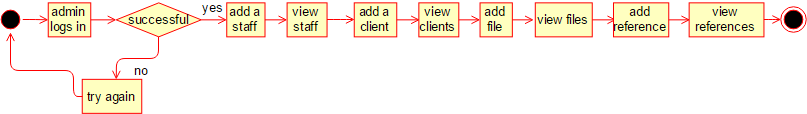 admin
logs in
successful
yes
add a
staff
view
staff
add a
client
view
clients
add
file
view files
add
reference
view
references
no
try again